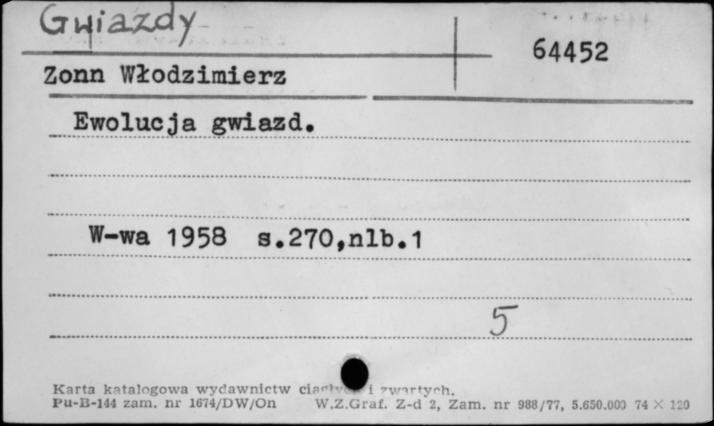 Gwiazdy
64452
Zonn Włodzimierz
Ewolucja gwiazd.
W-wa 1958 s.270,nlb.1
5
Karta katalogowa wydawnictw i zwartych.
Pu-B-144 zam. nr 1674/DW/On W.Z.Graf. Z-d 2, Zam. nr 988/77, 5.650.000 74 × 120